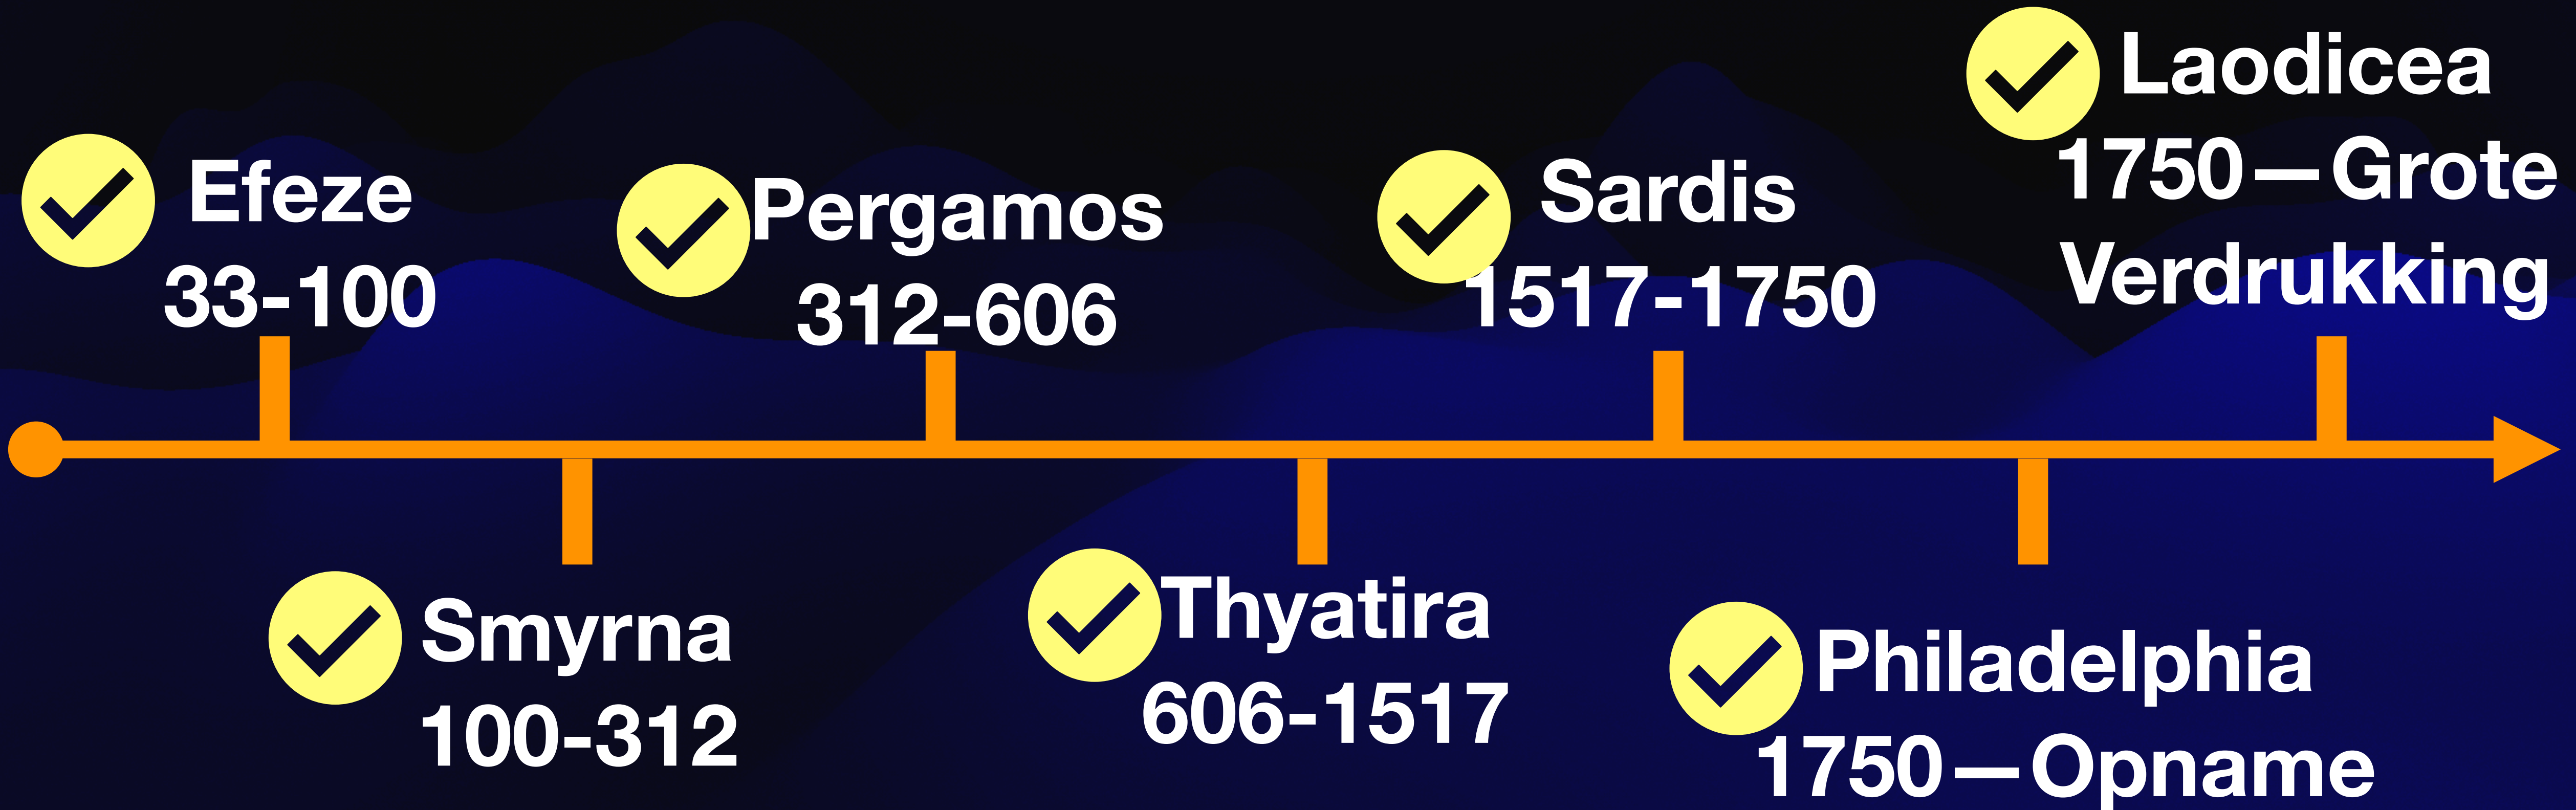 Efeze
33-100
Smyrna
100-312
Pergamos
312-606
Thyatira
606-1517
Sardis
1517-1750
Philadelphia
1750—Opname
Laodicea
1750—Grote
Verdrukking